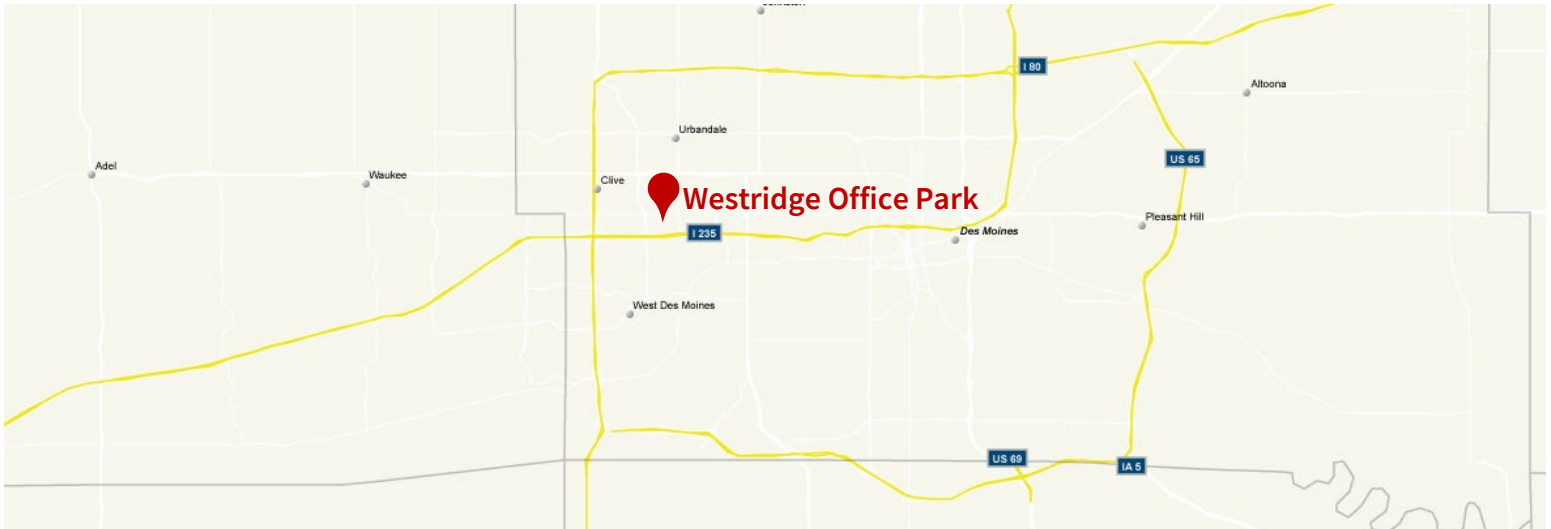 I 80
Altoona
Urbandale
US 65
Adel
Waukee
Clive
Westridge Office Park
Pleasant Hill
I 235
Des Moines
West Des Moines
US 69
IA 5